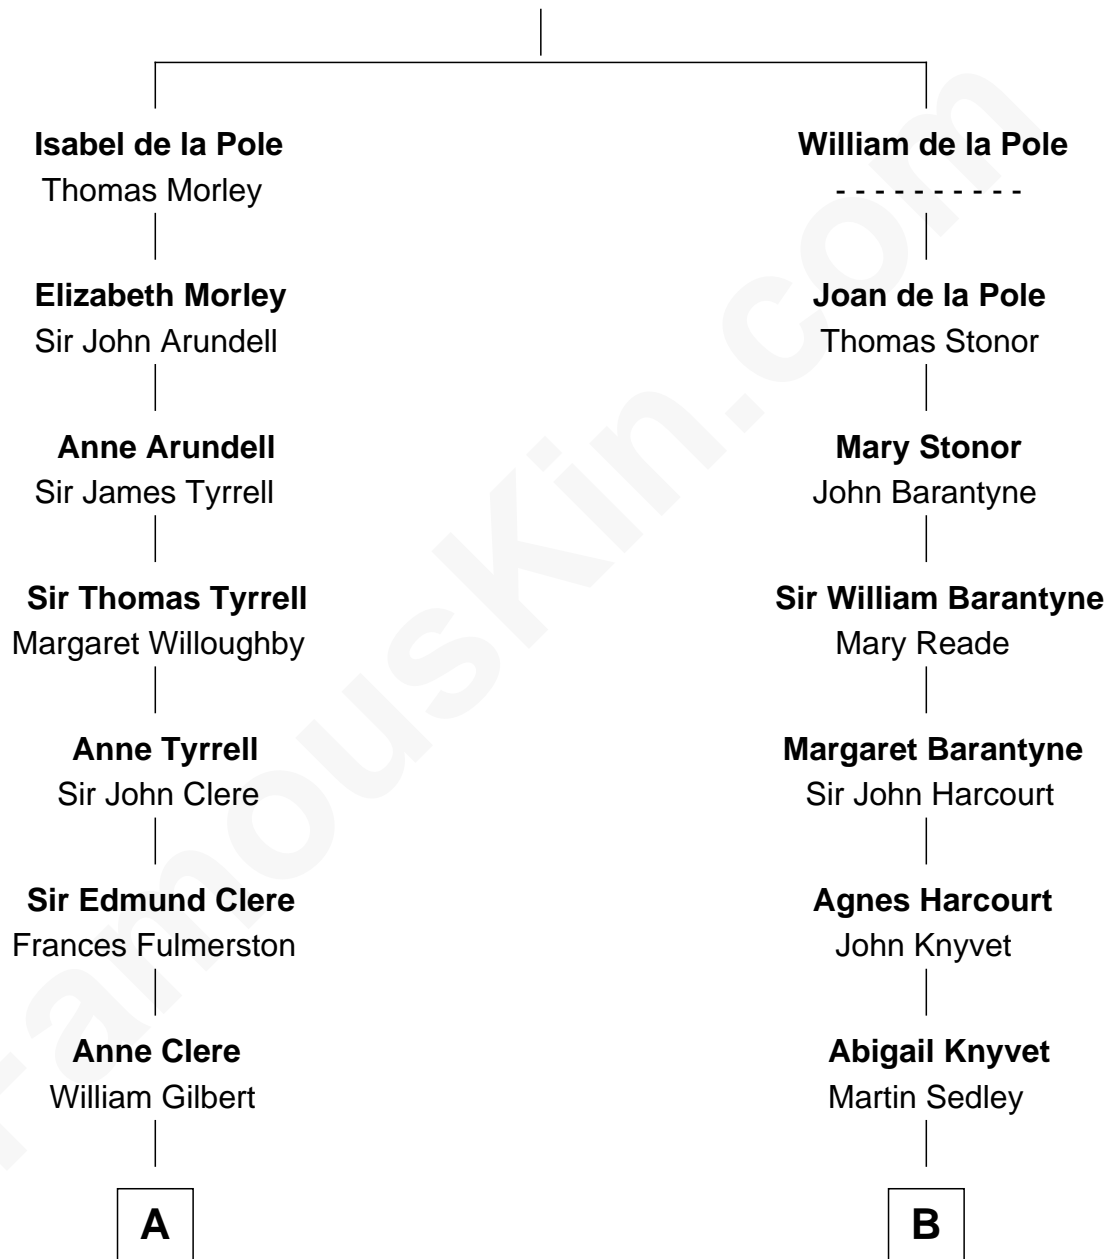 Isabel de la Pole
Thomas Morley
Elizabeth Morley
Sir John Arundell
Anne Arundell
Sir James Tyrrell
Sir Thomas Tyrrell
Margaret Willoughby
Anne Tyrrell
Sir John Clere
Sir Edmund Clere
Frances Fulmerston
Anne Clere
William Gilbert
A
William de la Pole
- - - - - - - - - -
Joan de la Pole
Thomas Stonor
Mary Stonor
John Barantyne
Sir William Barantyne
Mary Reade
Margaret Barantyne
Sir John Harcourt
Agnes Harcourt
John Knyvet
Abigail Knyvet
Martin Sedley
B
FamousKin.com